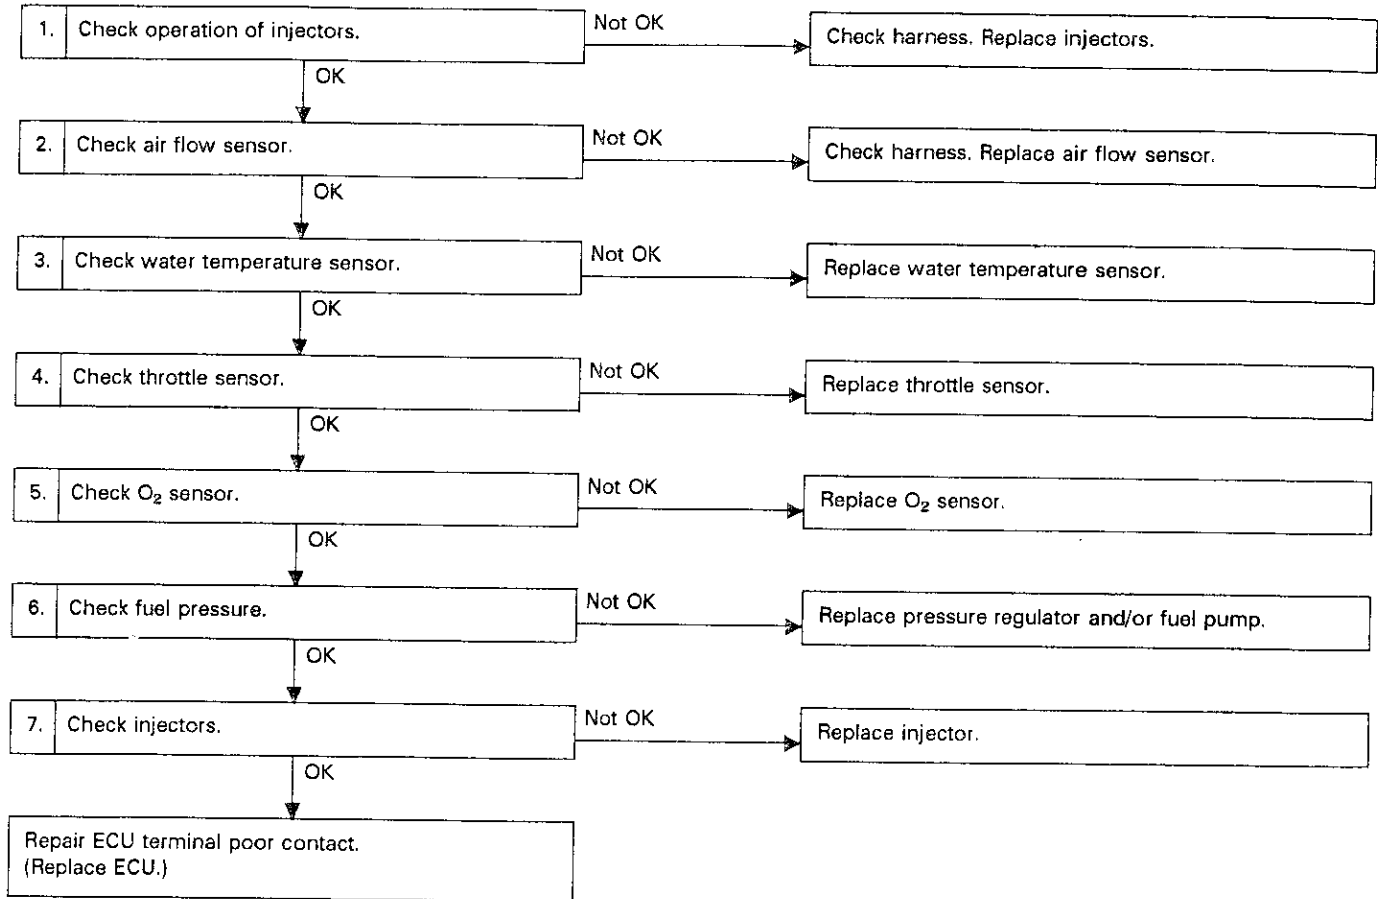 1. Check operation of injectors.
Not OK
Check harness. Replace injectors.
OK
2. Check air flow sensor.
Not OK
Check harness. Replace air flow sensor.
OK
3. Check water temperature sensor.
Not OK
Replace water temperature sensor.
OK
4. Check throttle sensor.
Not OK
Replace throttle sensor.
OK
5. Check O₂ sensor.
Not OK
Replace O₂ sensor.
OK
6. Check fuel pressure.
Not OK
Replace pressure regulator and/or fuel pump.
OK
7. Check injectors.
Not OK
Replace injector.
OK
Repair ECU terminal poor contact.
(Replace ECU.)